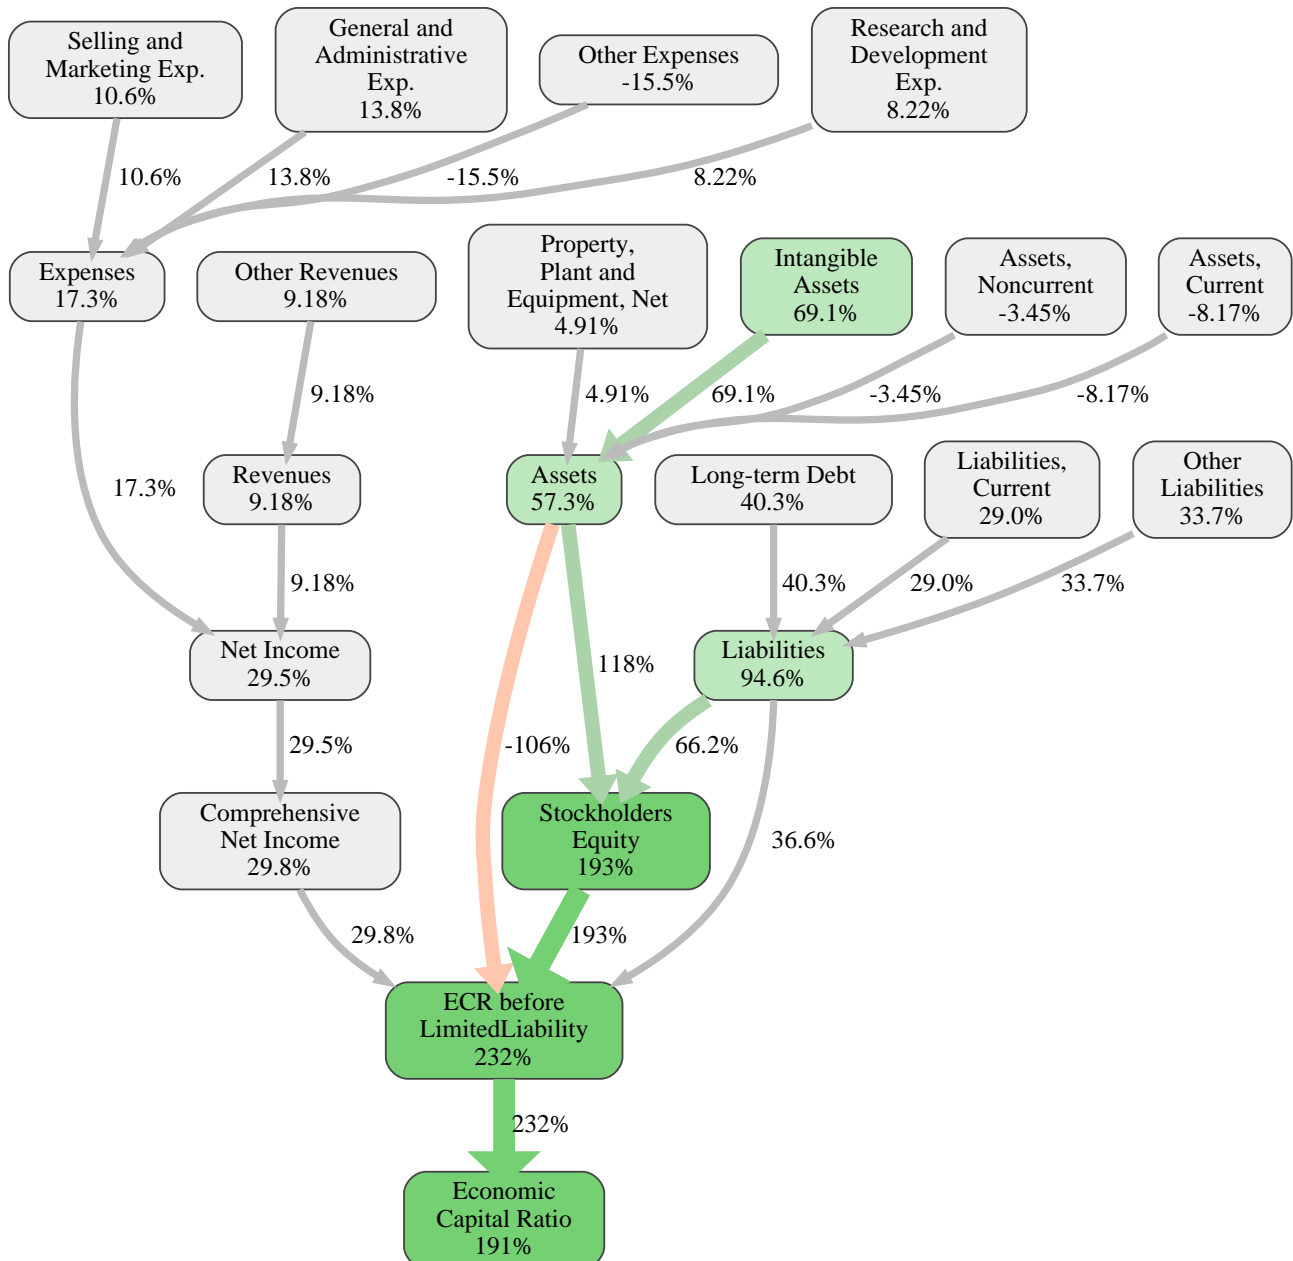 Selling and
Marketing Exp.
10.6%
General and
Administrative
Exp.
13.8%
Other Expenses
-15.5%
Research and
Development
Exp.
8.22%
10.6%
13.8%
-15.5%
8.22%
Expenses
17.3%
Other Revenues
9.18%
Property,
Plant and
Equipment, Net
4.91%
Intangible
Assets
69.1%
Assets,
Noncurrent
-3.45%
Assets,
Current
-8.17%
9.18%
4.91%
69.1%
-3.45%
-8.17%
17.3%
Revenues
9.18%
Assets
57.3%
Long-term Debt
40.3%
Liabilities,
Current
29.0%
Other
Liabilities
33.7%
9.18%
40.3%
29.0%
33.7%
Net Income
29.5%
118%
Liabilities
94.6%
29.5%
-106%
66.2%
Comprehensive
Net Income
29.8%
Stockholders
Equity
193%
36.6%
29.8%
193%
ECR before
LimitedLiability
232%
232%
Economic
Capital Ratio
191%